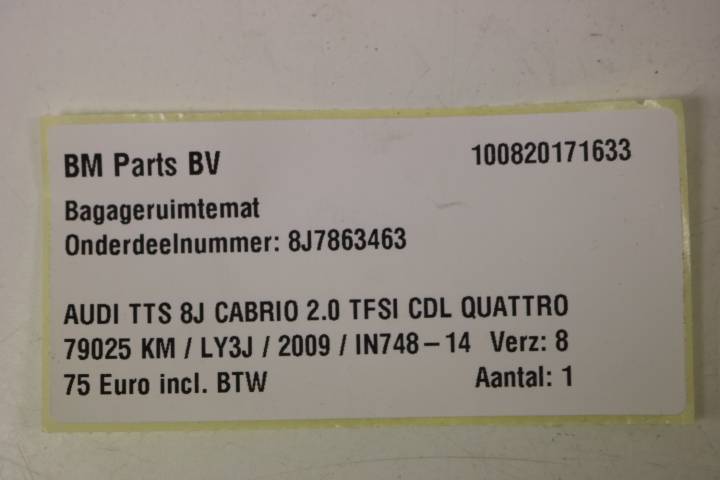 BM Parts BV 100820171633
Bagageruimtemat
Onderdeelnummer: 8J7863463
AUDI TTS 8J CABRIO 2.0 TFSI CDL QUATTRO
79025 KM / LY3J / 2009 / IN748-14 Verz: 8
75 Euro incl. BTW Aantal: 1